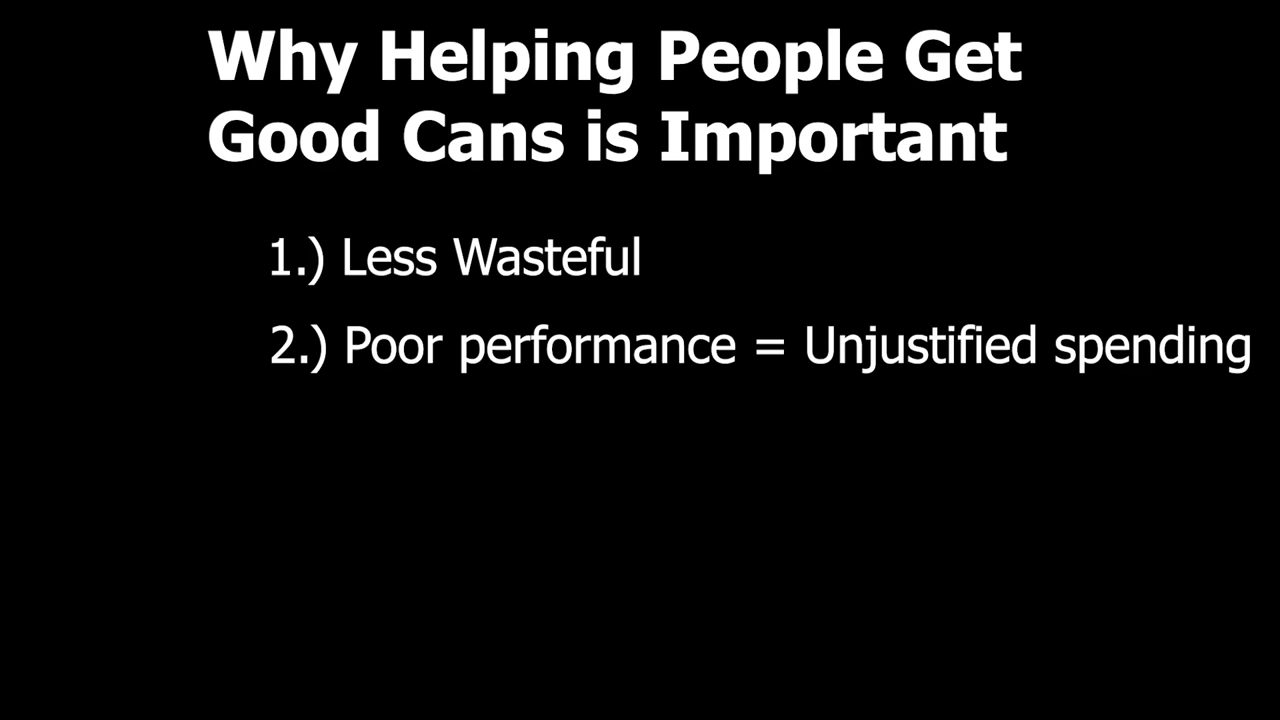 Why Helping People Get
Good Cans is Important
1.) Less Wasteful
2.) Poor performance = Unjustified spending